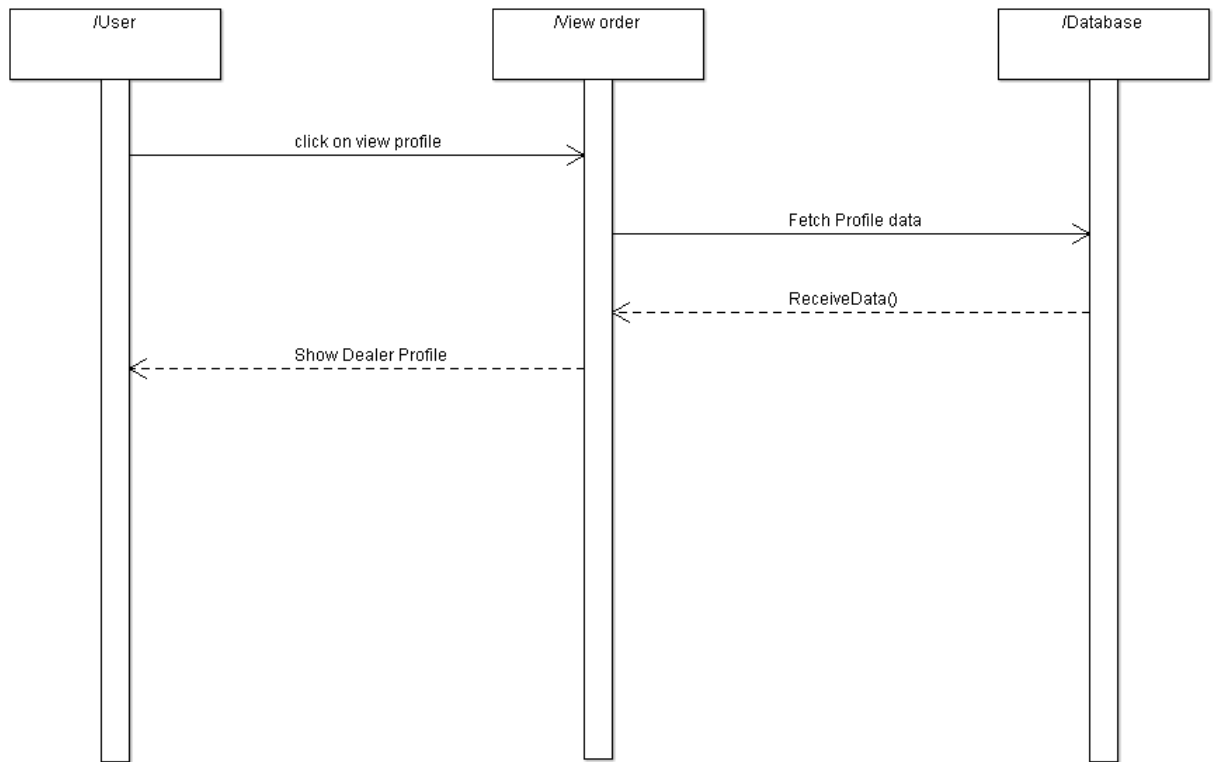 /User
/View order
/Database
click on view profile
Fetch Profile data
ReceiveData()
Show Dealer Profile